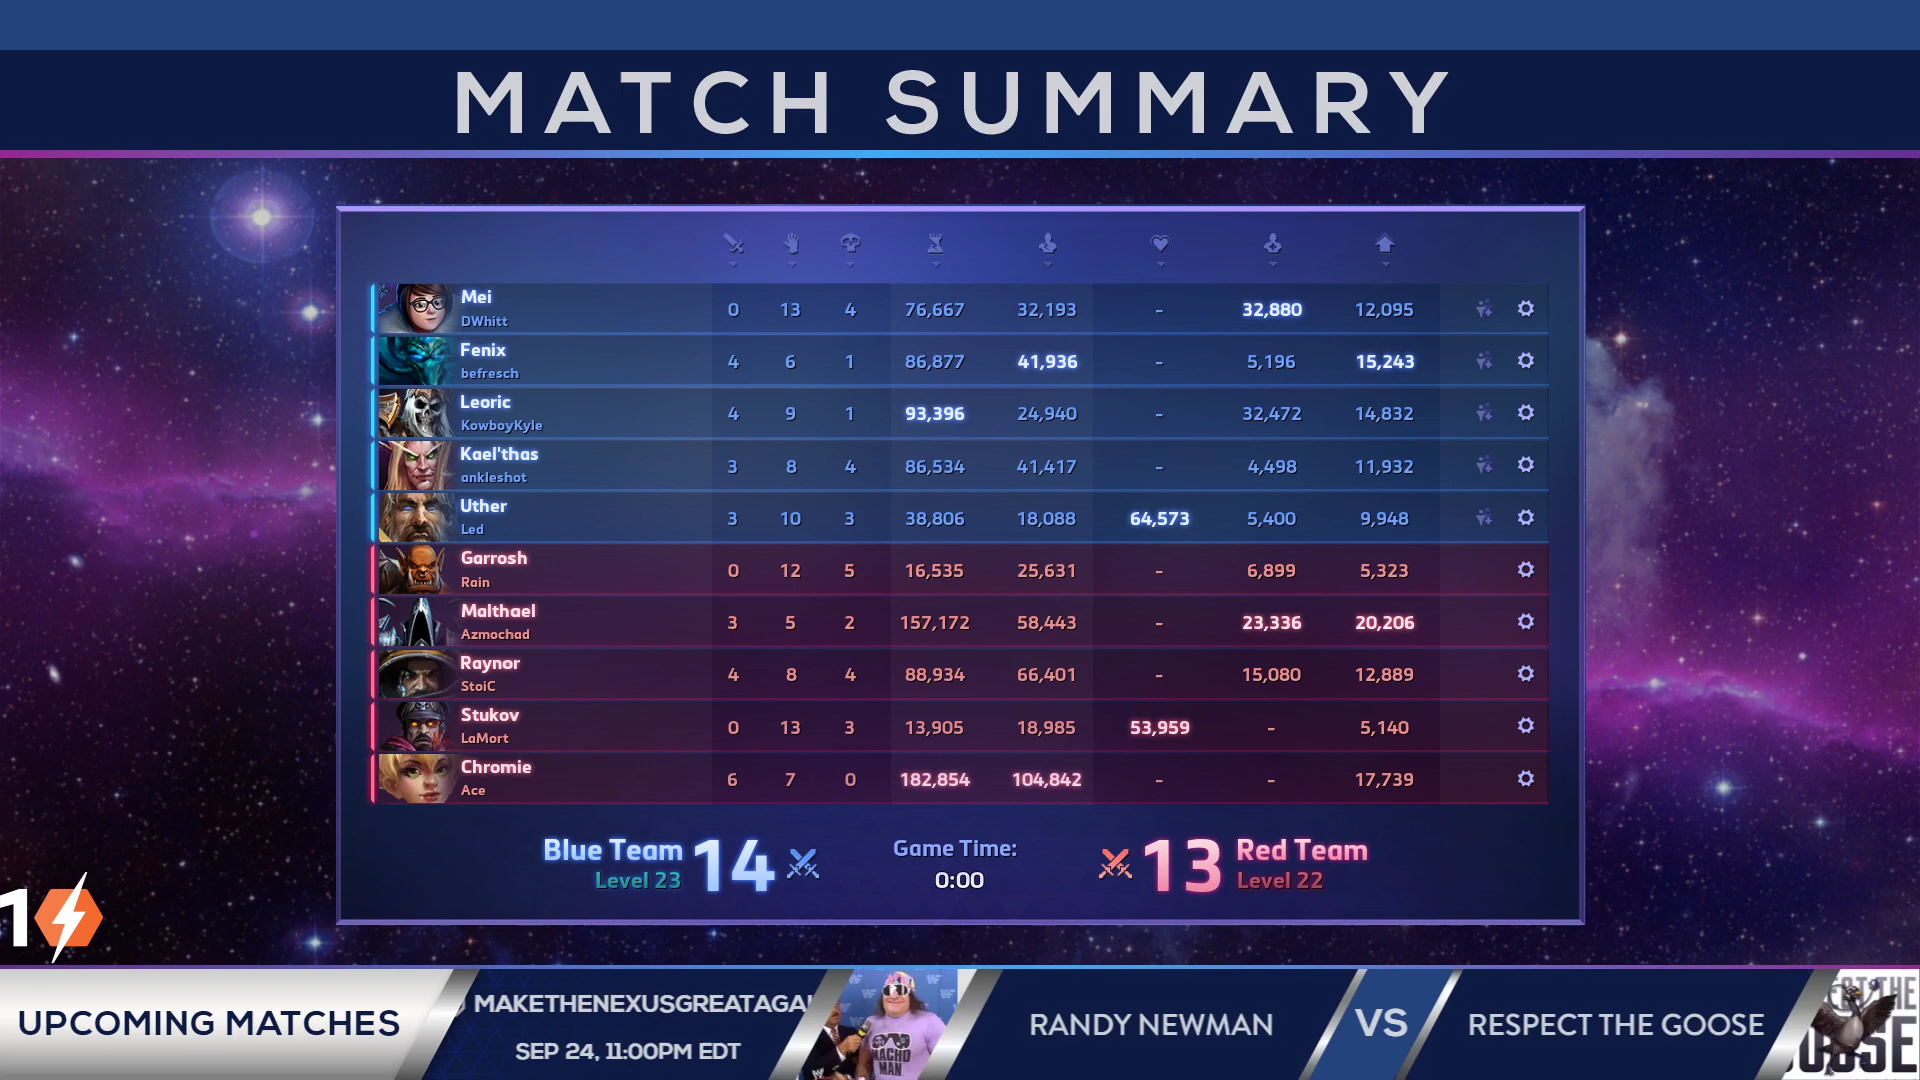 MATCH SUMMARY
Mei
DWhitt
0 13 4 76,667 32,193 - 32,880 12,095
Fenix
befresch
4 6 1 86,877 41,936 - 5,196 15,243
Leoric
KowboyKyle
4 9 1 93,396 24,940 - 32,472 14,832
Kael'thas
ankleshot
3 8 4 86,534 41,417 - 4,498 11,932
Uther
Led
3 10 3 38,806 18,088 64,573 5,400 9,948
Garrosh
Rain
0 12 5 16,535 25,631 - 6,899 5,323
Malthael
Azmochad
3 5 2 157,172 58,443 - 23,336 20,206
Raynor
StoiC
4 8 4 88,934 66,401 - 15,080 12,889
Stukov
LaMort
0 13 3 13,905 18,985 53,959 - 5,140
Chromie
Ace
6 7 0 182,854 104,842 - - 17,739
Blue Team 14 Game Time: 13 Red Team
Level 23 0:00 Level 22
1
UPCOMING MATCHES
MAKETHENEXUSGREATAGA
SEP 24, 11:00PM EDT
MACHO
MAN
RANDY NEWMAN VS RESPECT THE GOOSE